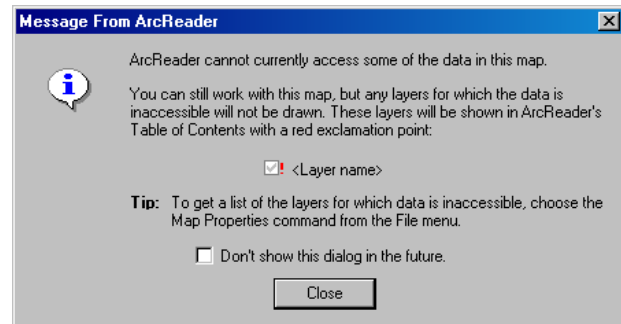 Message From ArcReader
ArcReader cannot currently access some of the data in this map.
You can still work with this map, but any layers for which the data is
inaccessible will not be drawn. These layers will be shown in ArcReader's
Table of Contents with a red exclamation point:
! <Layer name>
Tip: To get a list of the layers for which data is inaccessible, choose the
Map Properties command from the File menu.
Don't show this dialog in the future.
Close